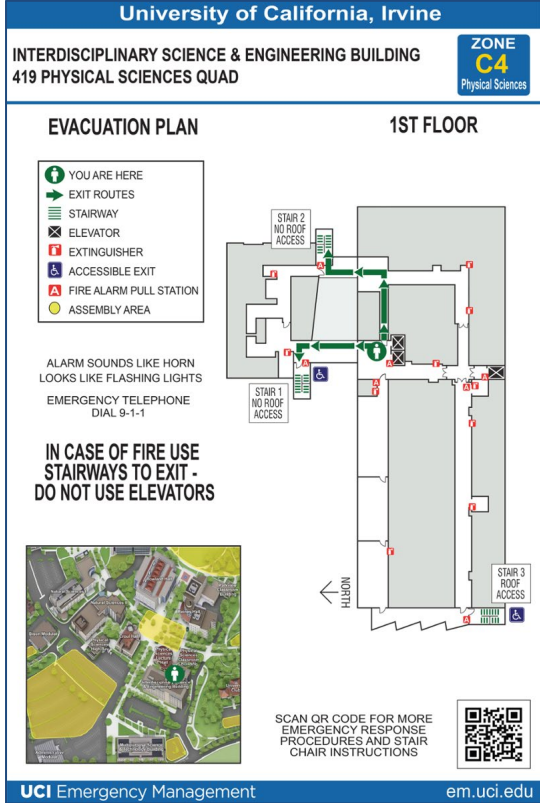 University of California, Irvine
INTERDISCIPLINARY SCIENCE & ENGINEERING BUILDING
419 PHYSICAL SCIENCES QUAD
ZONE
C4
Physical Sciences
EVACUATION PLAN
1ST FLOOR
YOU ARE HERE
EXIT ROUTES
STAIRWAY
ELEVATOR
EXTINGUISHER
ACCESSIBLE EXIT
A
FIRE ALARM PULL STATION
ASSEMBLY AREA
STAIR 2
NO ROOF
ACCESS
A
A
A
A
A
A
STAIR 1
NO ROOF
ACCESS
ALARM SOUNDS LIKE HORN
LOOKS LIKE FLASHING LIGHTS
EMERGENCY TELEPHONE
DIAL 9-1-1
IN CASE OF FIRE USE
STAIRWAYS TO EXIT -
DO NOT USE ELEVATORS
NORTH
STAIR 3
ROOF
ACCESS
A
SCAN QR CODE FOR MORE
EMERGENCY RESPONSE
PROCEDURES AND STAIR
CHAIR INSTRUCTIONS
UCI Emergency Management
em.uci.edu